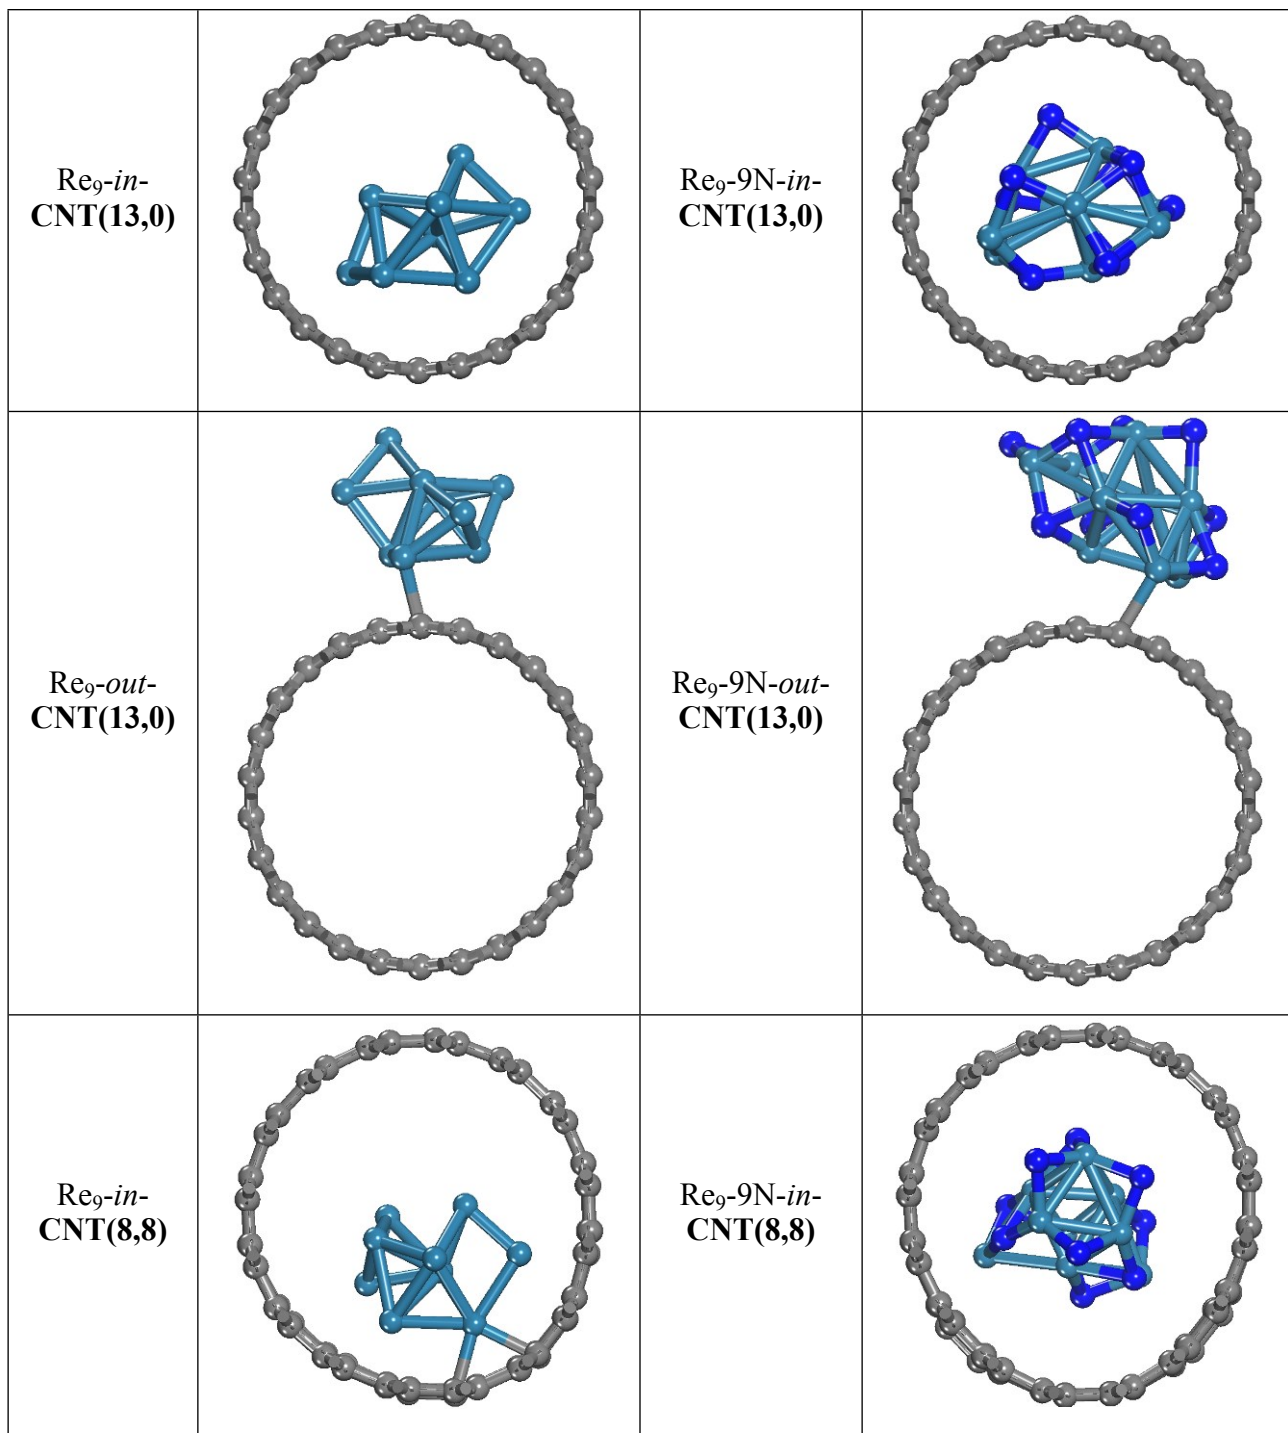 Re₉-in-
CNT(13,0)
Re₉-9N-in-
CNT(13,0)
Re₉-out-
CNT(13,0)
Re₉-9N-out-
CNT(13,0)
Re₉-in-
CNT(8,8)
Re₉-9N-in-
CNT(8,8)